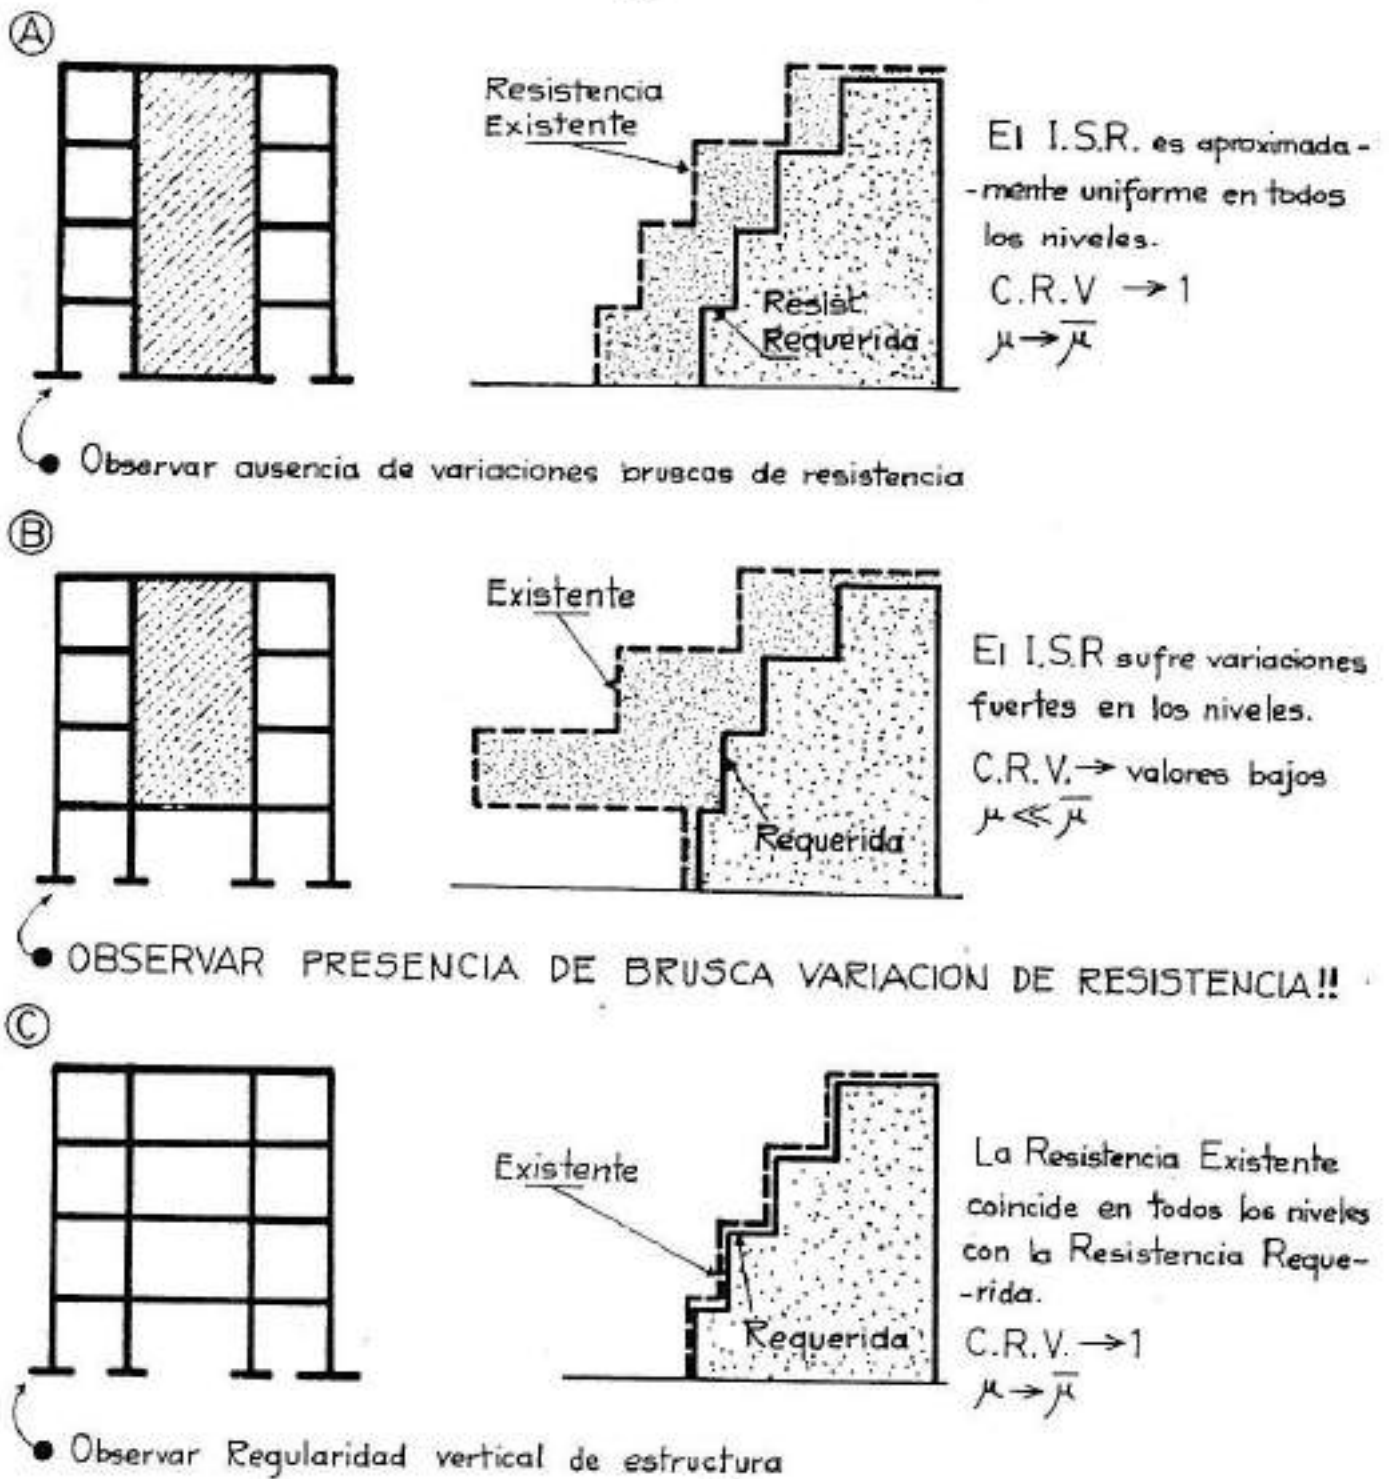 A
Resistencia
Existente
Resist.
Requerida
El I.S.R. es aproximada-
-mente uniforme en todos
los niveles.
C.R.V → 1
μ → μ̅
Observar ausencia de variaciones bruscas de resistencia
B
Existente
Requerida
El I.S.R sufre variaciones
fuertes en los niveles.
C.R.V. → valores bajos
μ ≪ μ̅
OBSERVAR PRESENCIA DE BRUSCA VARIACION DE RESISTENCIA!!
C
Existente
Requerida
La Resistencia Existente
coincide en todos los niveles
con la Resistencia Reque-
-rida.
C.R.V. → 1
μ → μ̅
Observar Regularidad vertical de estructura